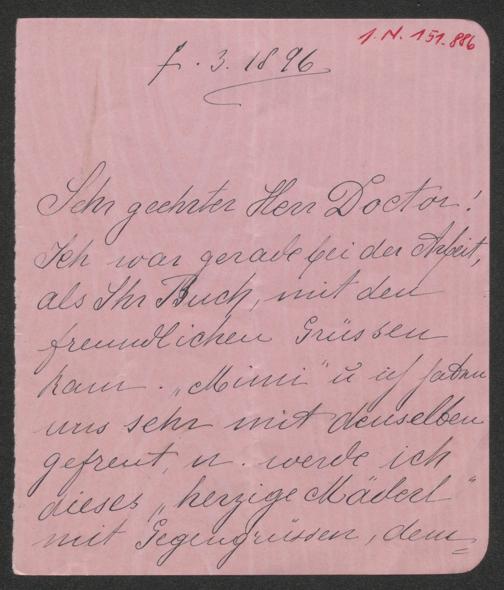 I.N. 151.886
7. 3. 1896
Sehr geehrter Herr Doctor!
Ich war gerade bei der Arbeit,
als Ihr Buch, mit den
freundlichen Grüssen
kam. „Mimi" u ich haben
uns sehr mit denselben
gefreut, u. werde ich
dieses „herzige Mäderl"
mit Gegengrüssen, dem=